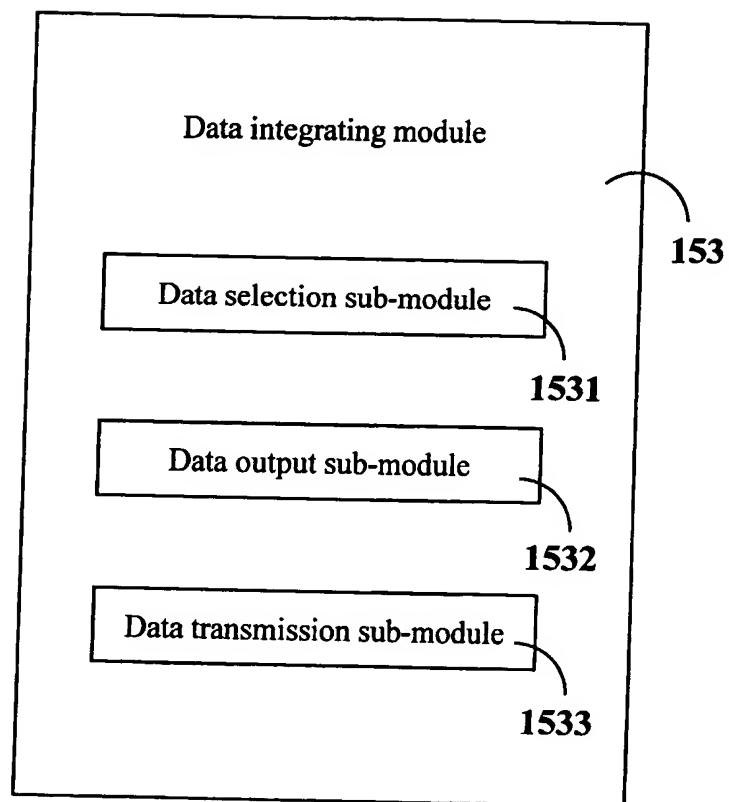 Data integrating module
153
Data selection sub-module
1531
Data output sub-module
1532
Data transmission sub-module
1533